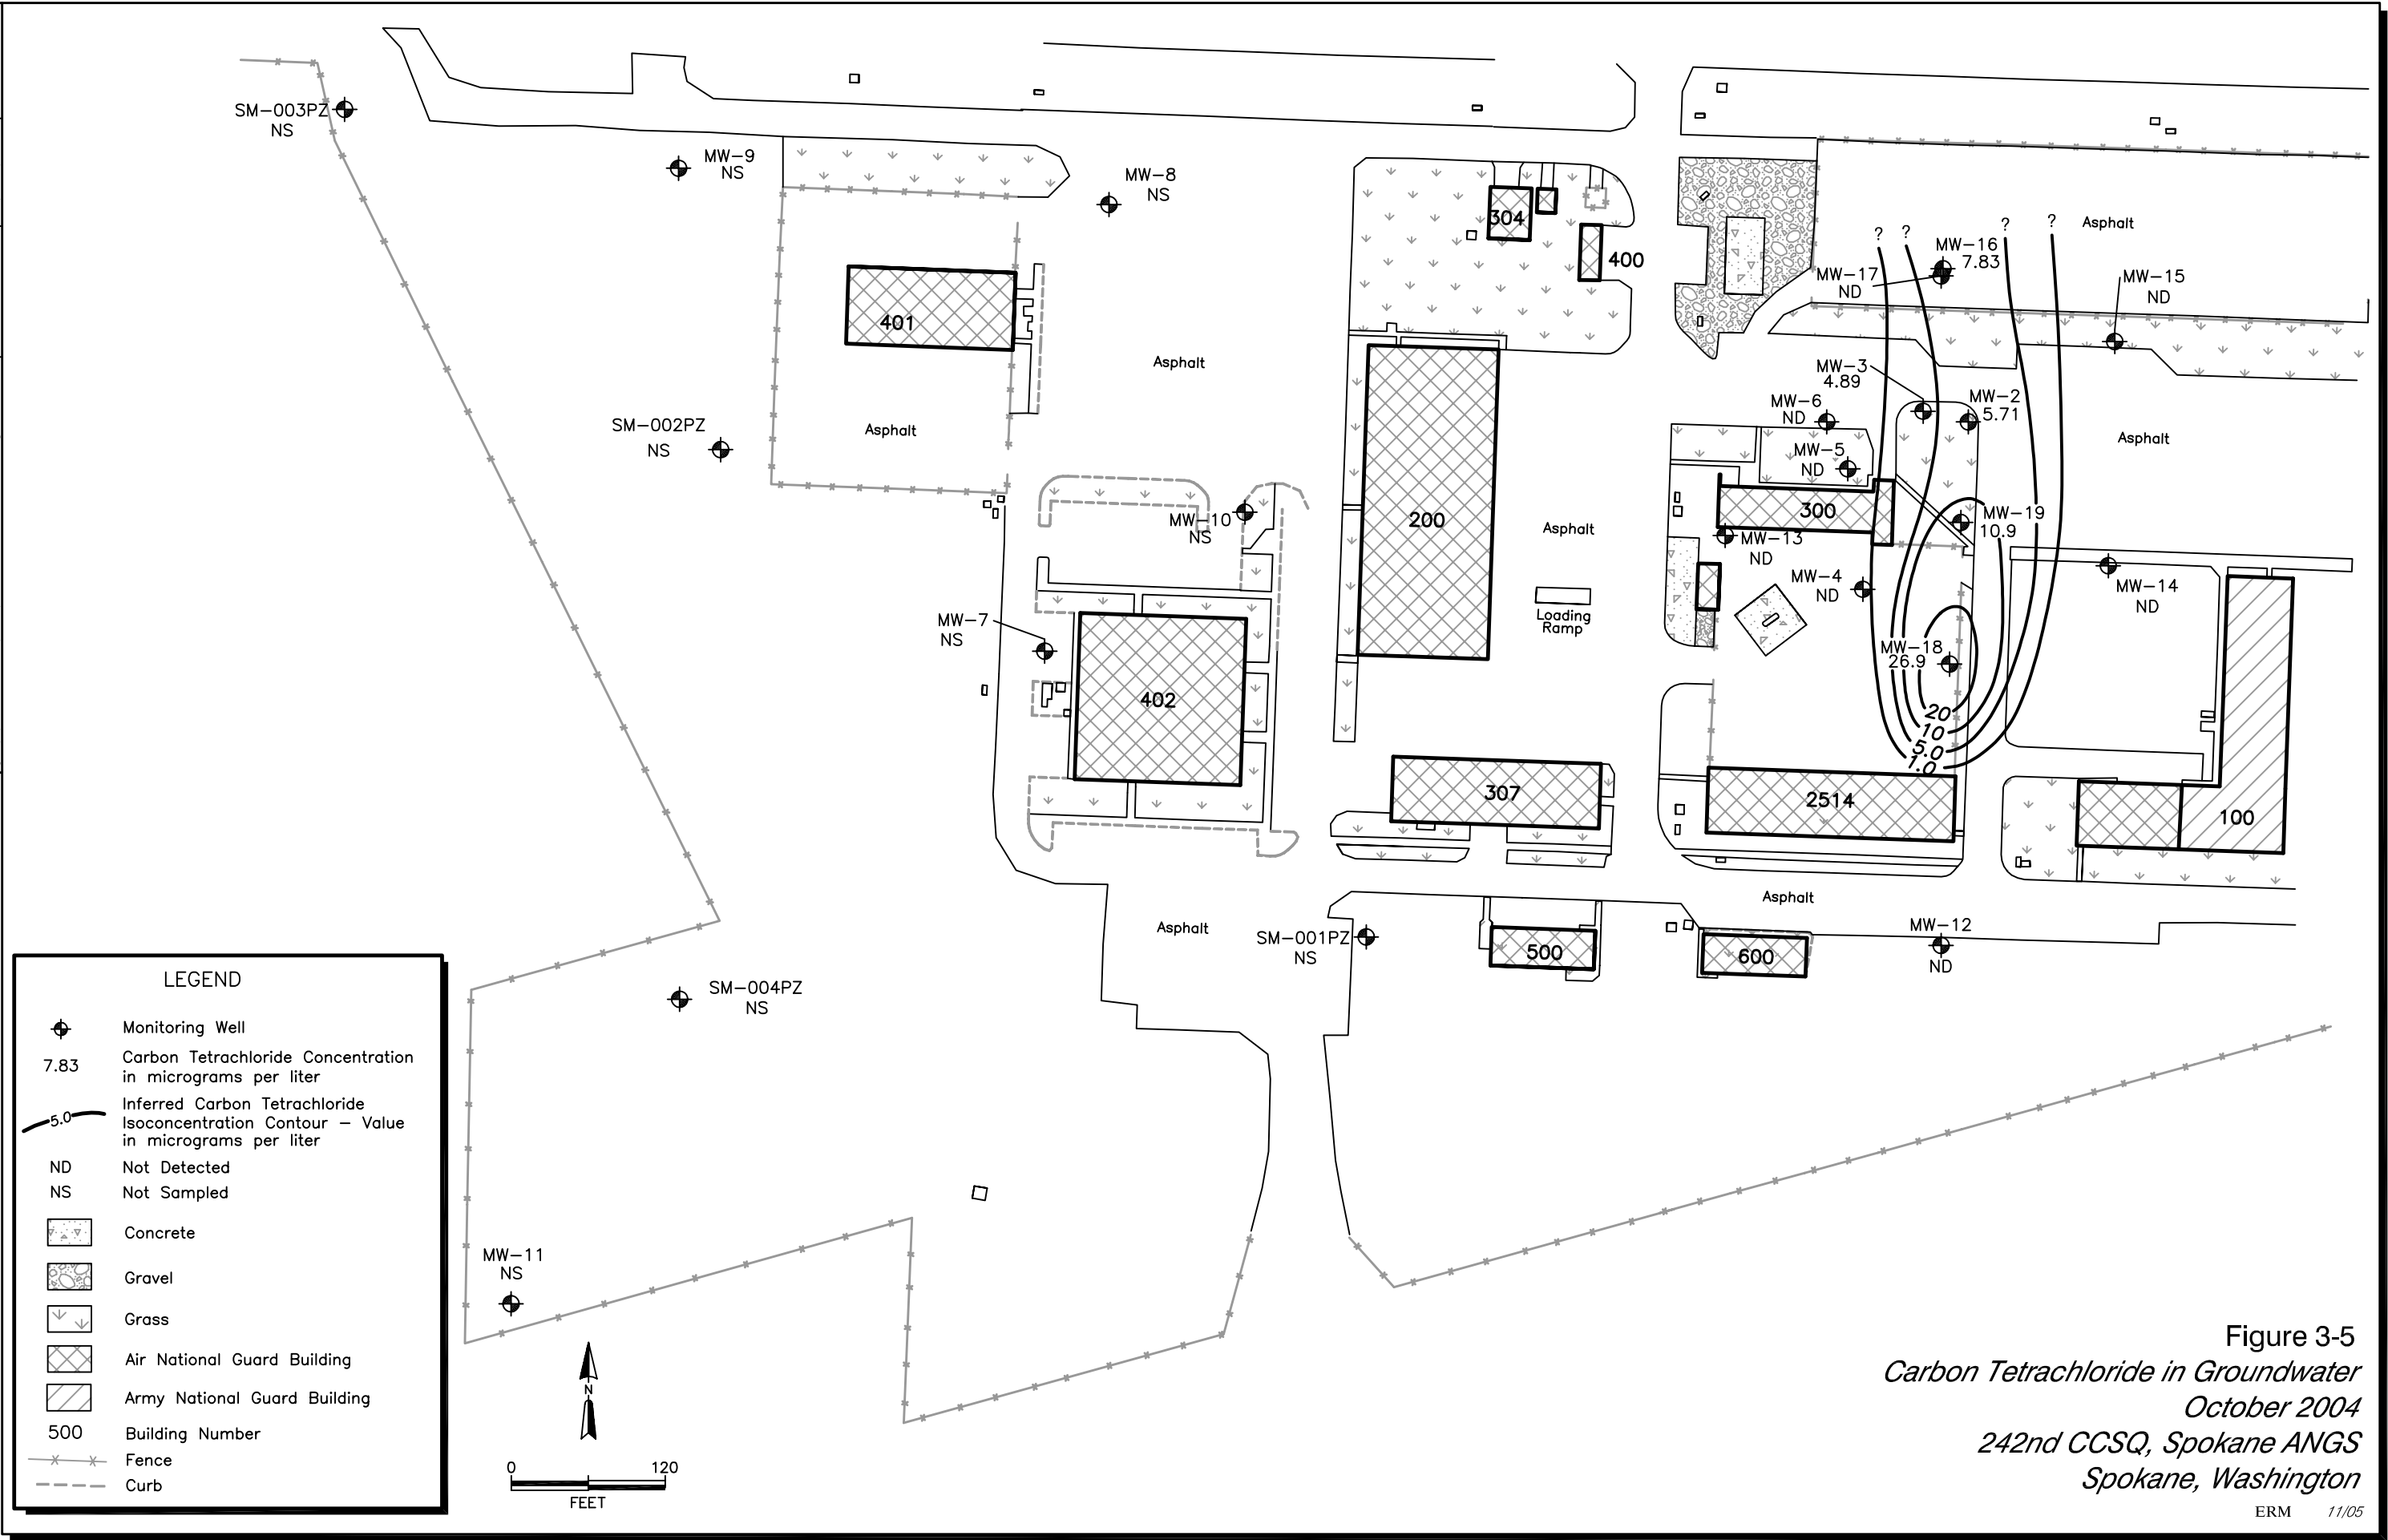 SM-003PZ
NS
MW-9
NS
MW-8
NS
304
400
Asphalt
? ? ? ?
MW-16
7.83
MW-17
ND
MW-15
ND
401
Asphalt
MW-3
4.89
MW-6
ND
MW-2
5.71
SM-002PZ
NS
Asphalt
Asphalt
MW-5
ND
MW-10
NS
200
Asphalt
300
MW-19
10.9
MW-13
ND
MW-4
ND
MW-14
ND
Loading
Ramp
MW-7
NS
MW-18
26.9
402
20
10
5.0
1.0
307
2514
100
Asphalt
Asphalt
SM-001PZ
NS
500
600
MW-12
ND
SM-004PZ
NS
MW-11
NS
LEGEND
Monitoring Well
7.83 Carbon Tetrachloride Concentration
in micrograms per liter
5.0 Inferred Carbon Tetrachloride
Isoconcentration Contour – Value
in micrograms per liter
ND Not Detected
NS Not Sampled
Concrete
Gravel
Grass
Air National Guard Building
Army National Guard Building
500 Building Number
Fence
Curb
N
0 120
FEET
Figure 3-5
Carbon Tetrachloride in Groundwater
October 2004
242nd CCSQ, Spokane ANGS
Spokane, Washington
ERM 11/05